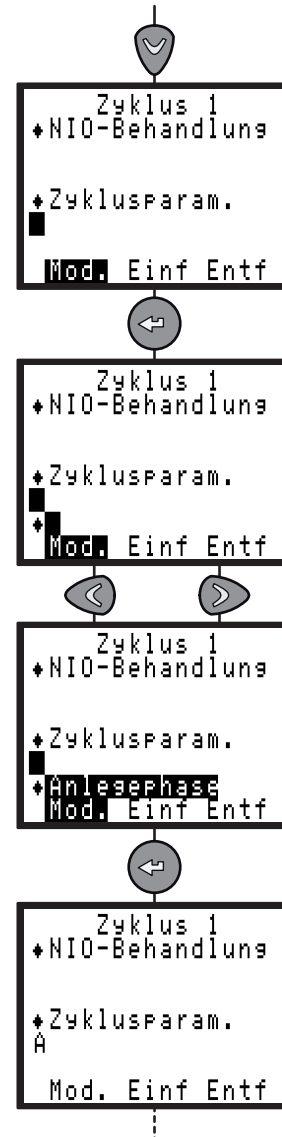 Zyklus 1
♦NIO-Behandlung
♦Zyklusparam.
Mod. Einf Entf
Zyklus 1
♦NIO-Behandlung
♦Zyklusparam.
♦
Mod. Einf Entf
Zyklus 1
♦NIO-Behandlung
♦Zyklusparam.
♦Anlegephase
Mod. Einf Entf
Zyklus 1
♦NIO-Behandlung
♦Zyklusparam.
A
Mod. Einf Entf